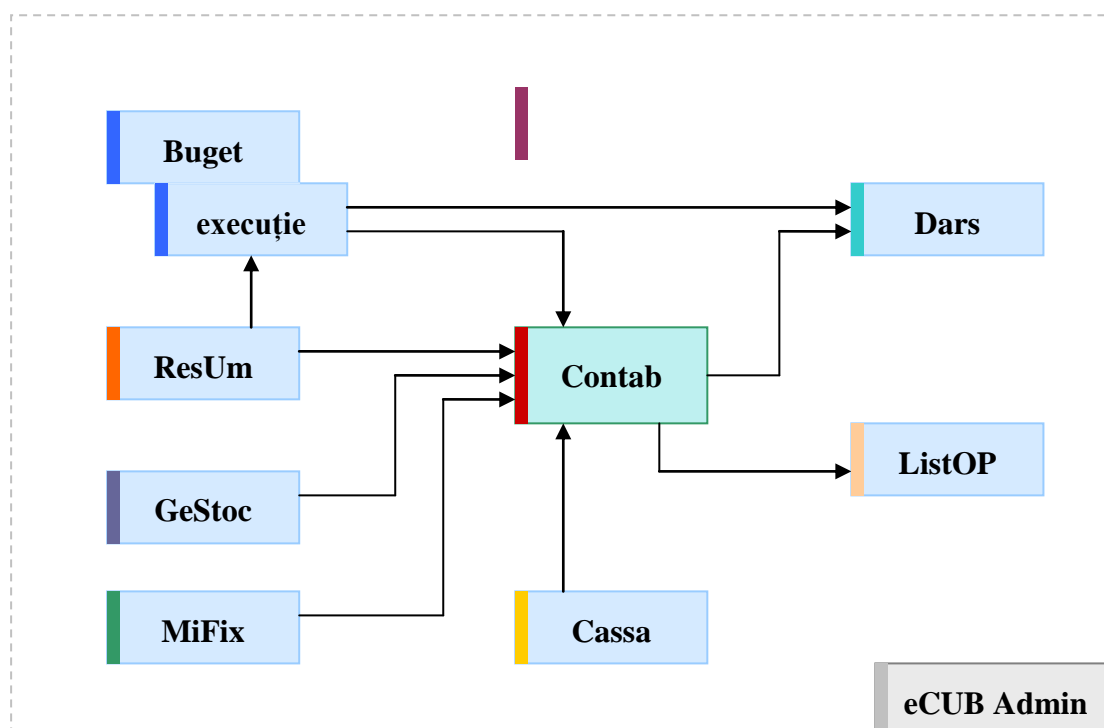 Buget
execuție
Dars
ResUm
Contab
ListOP
GeStoc
MiFix
Cassa
eCUB Admin